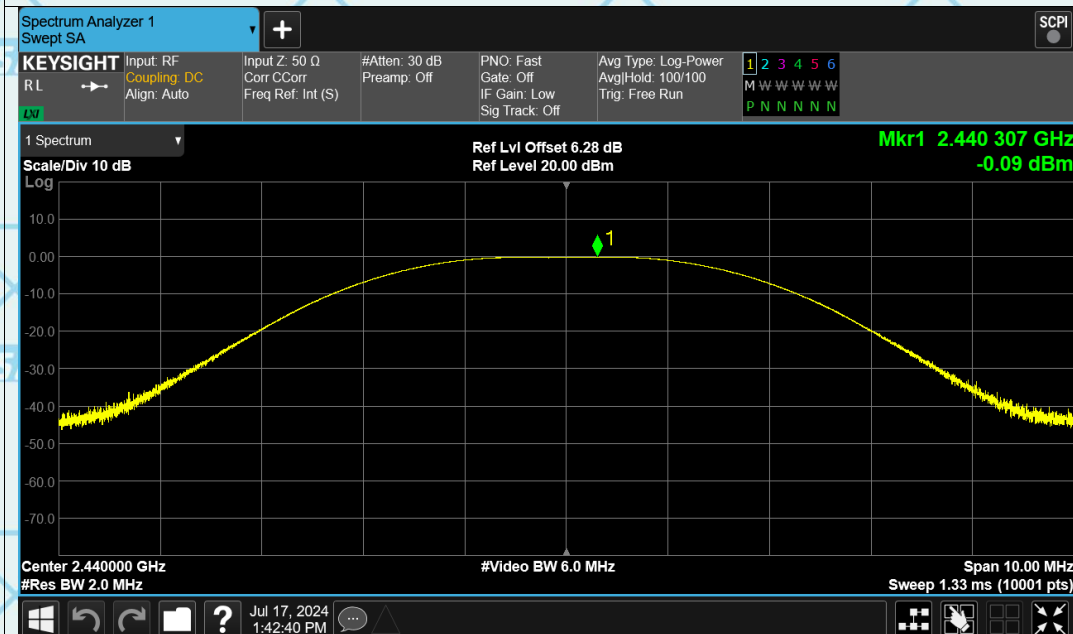 Spectrum Analyzer 1
Swept SA
+
SCPI
KEYSIGHT
RL
LXI
Input: RF
Coupling: DC
Align: Auto
Input Z: 50 Ω
Corr CCorr
Freq Ref: Int (S)
#Atten: 30 dB
Preamp: Off
PNO: Fast
Gate: Off
IF Gain: Low
Sig Track: Off
Avg Type: Log-Power
Avg|Hold: 100/100
Trig: Free Run
1 2 3 4 5 6
M W W W W W
P N N N N N
1 Spectrum
Scale/Div 10 dB
Log
Ref Lvl Offset 6.28 dB
Ref Level 20.00 dBm
Mkr1 2.440 307 GHz
-0.09 dBm
1
10.0
0.00
-10.0
-20.0
-30.0
-40.0
-50.0
-60.0
-70.0
Center 2.440000 GHz
#Res BW 2.0 MHz
#Video BW 6.0 MHz
Span 10.00 MHz
Sweep 1.33 ms (10001 pts)
?
Jul 17, 2024
1:42:40 PM